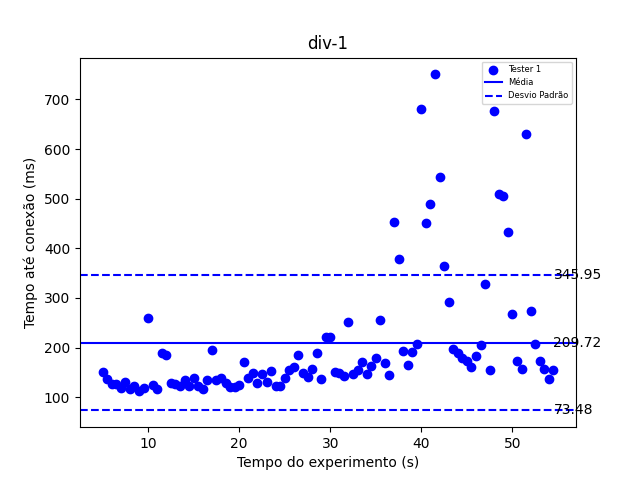 div-1
Tempo até conexão (ms)
700
600
500
400
300
200
100
Tester 1
Média
Desvio Padrão
345.95
209.72
73.48
10
20
30
40
50
Tempo do experimento (s)